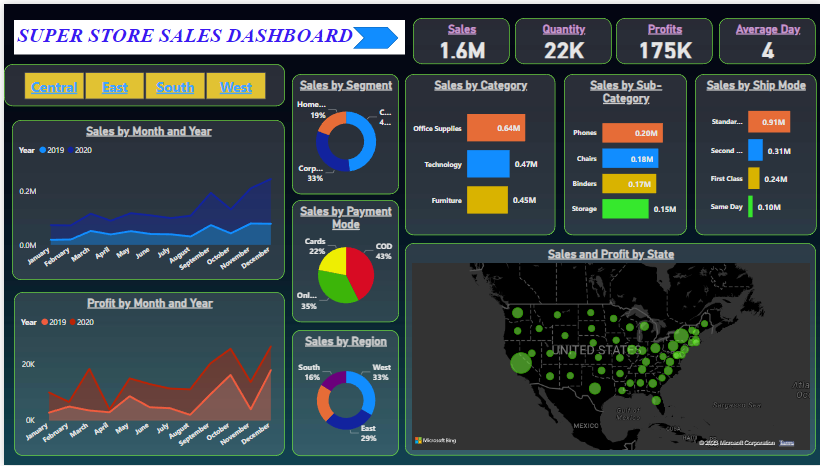 SUPER STORE SALES DASHBOARD
Sales
1.6M
Quantity
22K
Profits
175K
Average Day
4
Central
East
South
West
Sales by Month and Year
Year 2019 2020
0.2M
0.0M
January
February
March
April
May
June
July
August
September
October
November
December
Profit by Month and Year
Year 2019 2020
20K
0K
January
February
March
April
May
June
July
August
September
October
November
December
Sales by Segment
Home...
19%
C...
4...
Corp...
33%
Sales by Payment
Mode
Cards
22%
COD
43%
Onl...
35%
Sales by Region
South
16%
West
33%
East
29%
Sales by Category
Office Supplies
0.64M
Technology
0.47M
Furniture
0.45M
Sales by Sub-
Category
Phones
0.20M
Chairs
0.18M
Binders
0.17M
Storage
0.15M
Sales by Ship Mode
Standar...
0.91M
Second ...
0.31M
First Class
0.24M
Same Day
0.10M
Sales and Profit by State
UNITED STATES
MEXICO
Gulf of
Sargasso Sea
Microsoft Bing
Microsoft Corporation
Terms